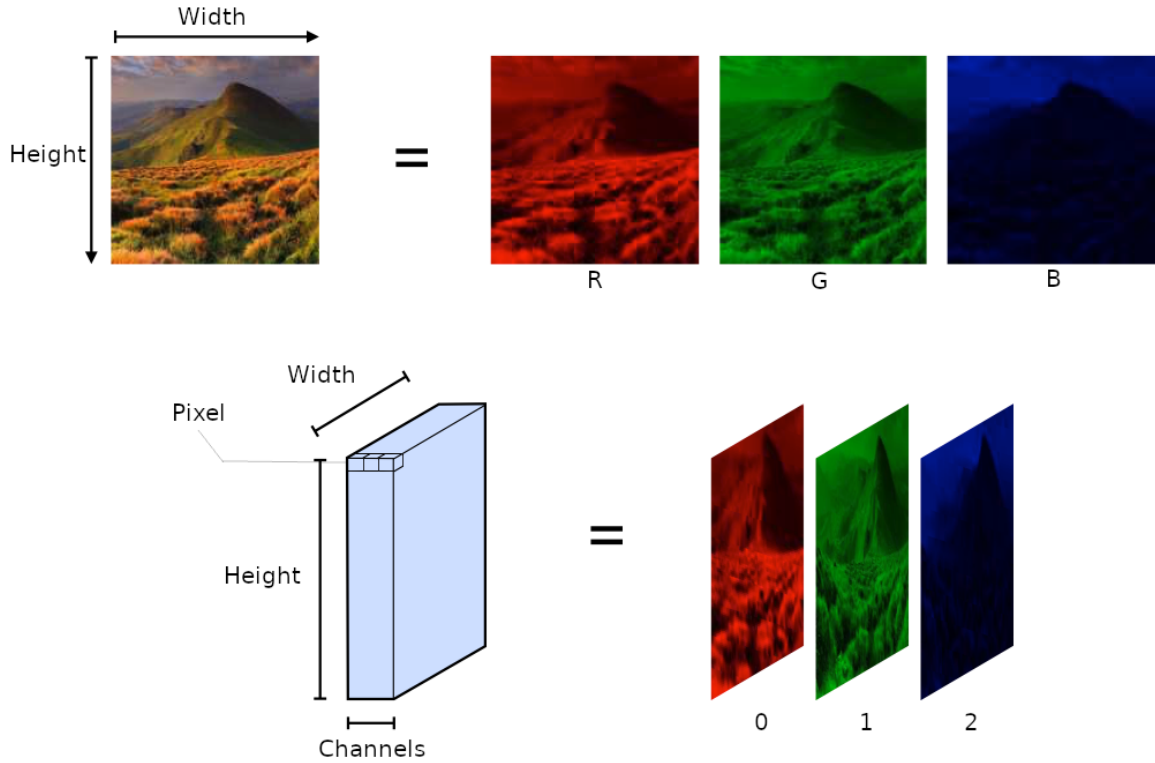 Width
Height
=
R
G
B
Width
Pixel
Height
=
Channels
0
1
2